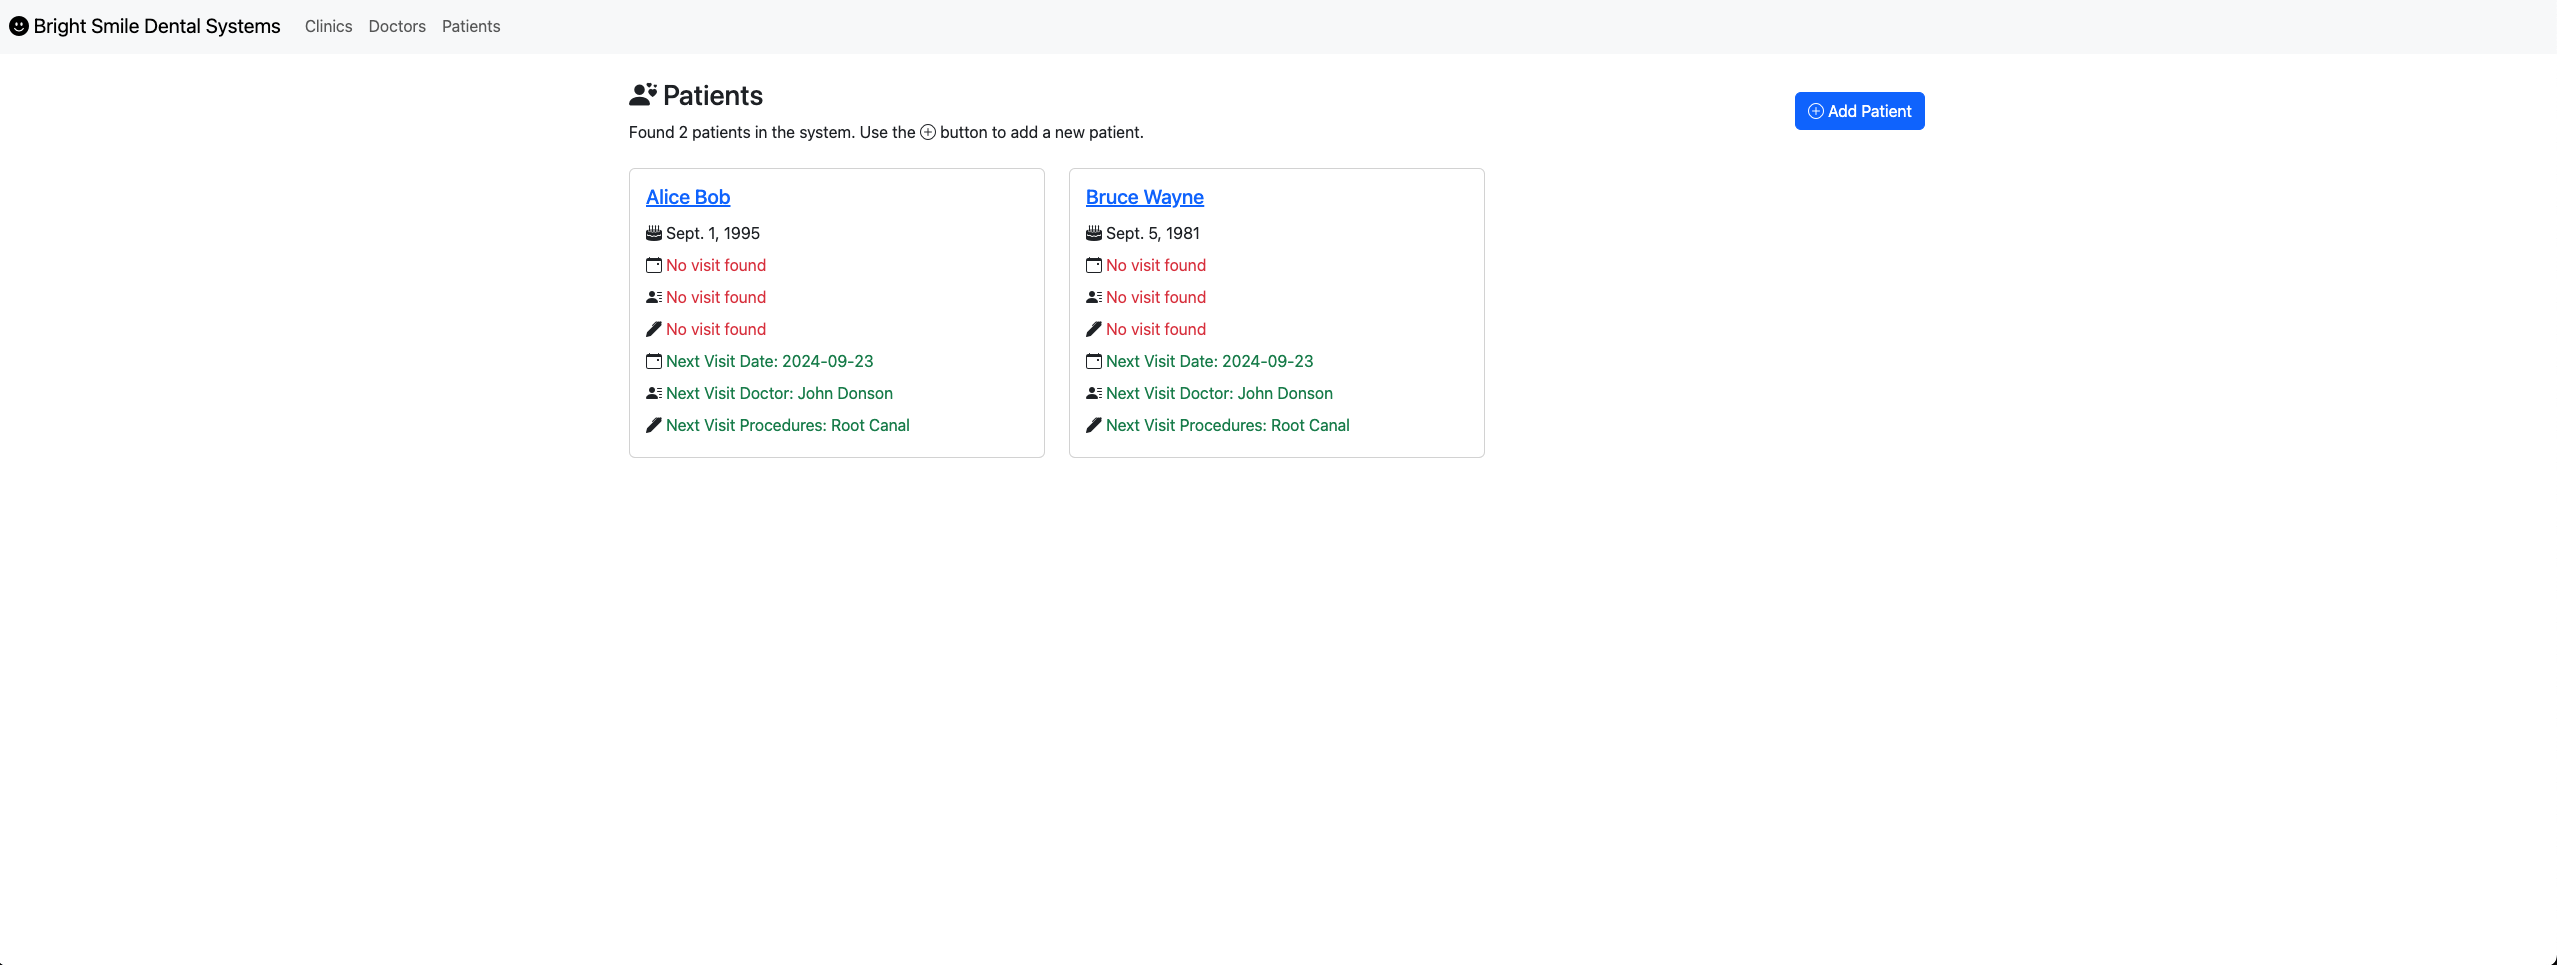 Bright Smile Dental Systems Clinics Doctors Patients
Patients
Add Patient
Found 2 patients in the system. Use the button to add a new patient.
Alice Bob
Sept. 1, 1995
No visit found
No visit found
No visit found
Next Visit Date: 2024-09-23
Next Visit Doctor: John Donson
Next Visit Procedures: Root Canal
Bruce Wayne
Sept. 5, 1981
No visit found
No visit found
No visit found
Next Visit Date: 2024-09-23
Next Visit Doctor: John Donson
Next Visit Procedures: Root Canal